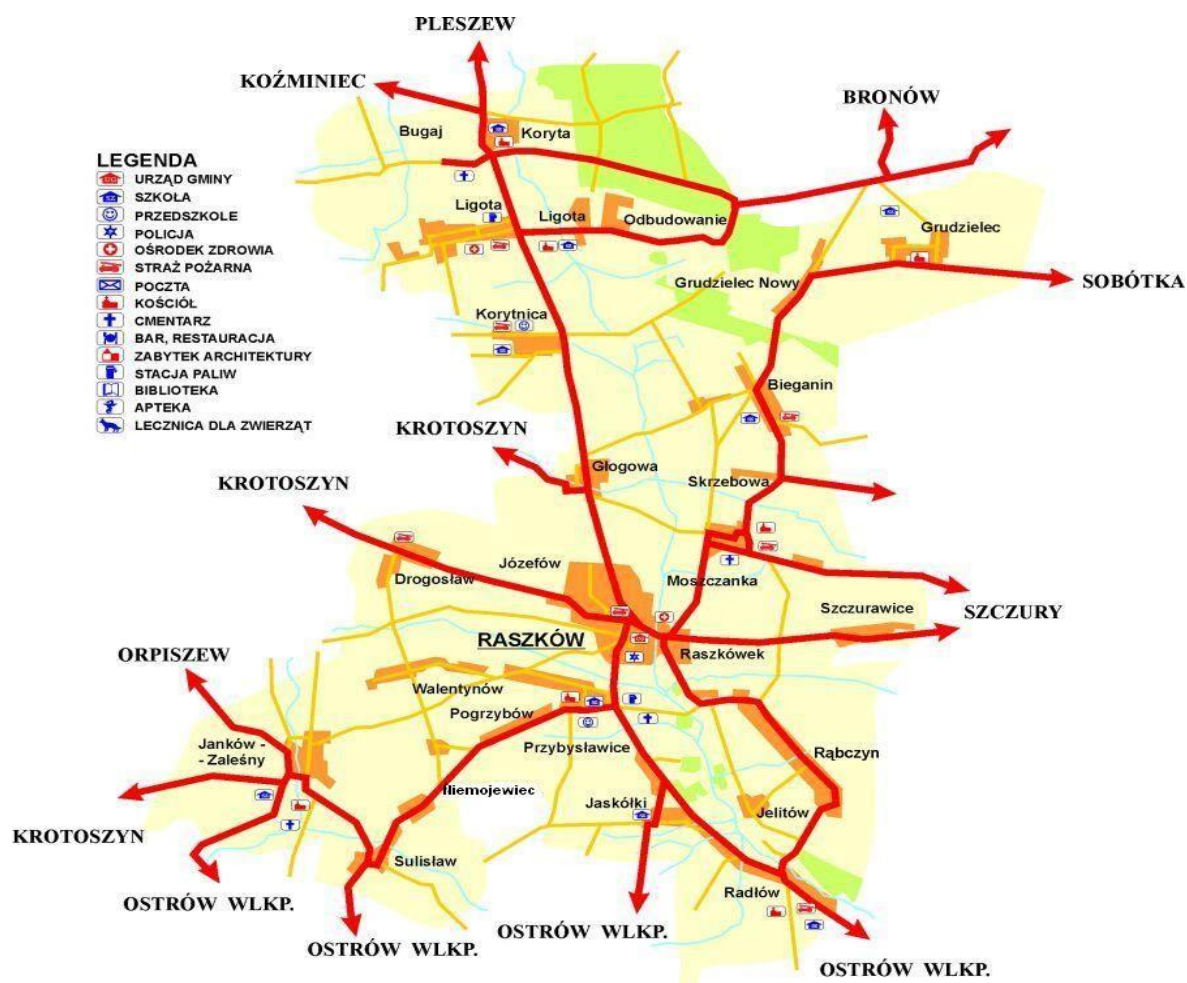 PLESZEW
KOŹMINIEC
BRONÓW
Bugaj
Koryta
LEGENDA
URZĄD GMINY
SZKOŁA
PRZEDSZKOLE
POLICJA
OŚRODEK ZDROWIA
STRAŻ POŻARNA
POCZTA
KOŚCIÓŁ
CMENTARZ
BAR, RESTAURACJA
ZABYTEK ARCHITEKTURY
STACJA PALIW
BIBLIOTEKA
APTEKA
LECZNICA DLA ZWIERZĄT
Ligota
Ligota
Odbudowanie
Grudzielec
Grudzielec Nowy
SOBÓTKA
Korytnica
Bieganin
KROTOSZYN
Głogowa
Skrzebowa
KROTOSZYN
Józefów
Drogosław
Moszczanka
Szczurawice
SZCZURY
RASZKÓW
Raszkówek
ORPISZEW
Walentynów
Pogrzybów
Przybysławice
Janków -
- Zaleśny
Rąbczyn
Niemojewiec
Jaskółki
Jelitów
KROTOSZYN
Sulisław
Radłów
OSTRÓW WLKP.
OSTRÓW WLKP.
OSTRÓW WLKP.
OSTRÓW WLKP.